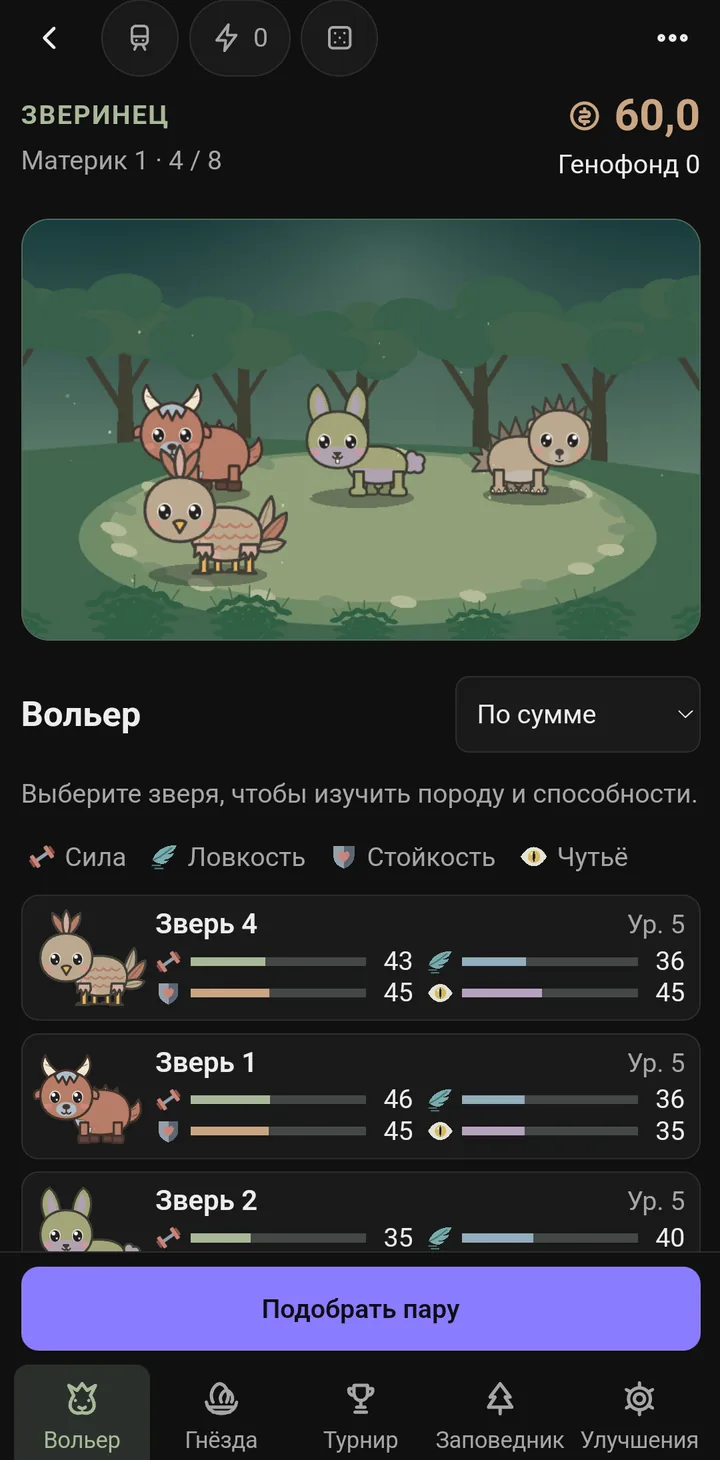 0
ЗВЕРИНЕЦ
60,0
Материк 1 · 4 / 8
Генофонд 0
Вольер
По сумме
Выберите зверя, чтобы изучить породу и способности.
Сила Ловкость Стойкость Чутьё
Зверь 4 Ур. 5
43 36
45 45
Зверь 1 Ур. 5
46 36
45 35
Зверь 2 Ур. 5
35 40
Подобрать пару
Вольер Гнёзда Турнир Заповедник Улучшения